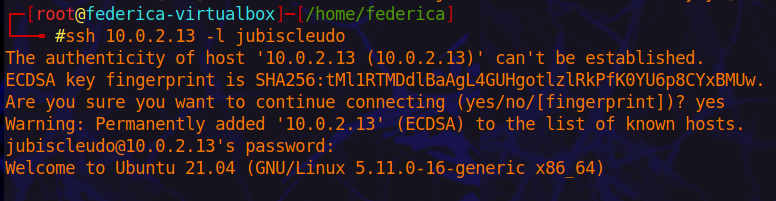 ┌─[root@federica-virtualbox]─[/home/federica]
└──╼ #ssh 10.0.2.13 -l jubiscleudo
The authenticity of host '10.0.2.13 (10.0.2.13)' can't be established.
ECDSA key fingerprint is SHA256:tMl1RTMDdlBaAgL4GUHgotlzlRkPfK0YU6p8CYxBMUw.
Are you sure you want to continue connecting (yes/no/[fingerprint])? yes
Warning: Permanently added '10.0.2.13' (ECDSA) to the list of known hosts.
jubiscleudo@10.0.2.13's password:
Welcome to Ubuntu 21.04 (GNU/Linux 5.11.0-16-generic x86_64)